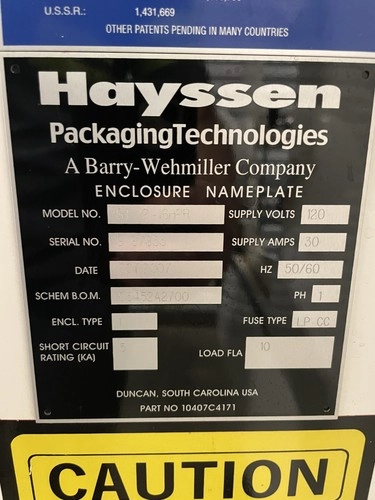 U.S.S.R.: 1,431,669
OTHER PATENTS PENDING IN MANY COUNTRIES
Hayssen
PackagingTechnologies
A Barry-Wehmiller Company
ENCLOSURE NAMEPLATE
MODEL NO. SUPPLY VOLTS 120
SERIAL NO. SUPPLY AMPS 30
DATE HZ 50/60
SCHEM B.O.M. PH 1
ENCL. TYPE FUSE TYPE LP CC
SHORT CIRCUIT RATING (KA) 5 LOAD FLA 10
DUNCAN, SOUTH CAROLINA USA
PART NO 10407C4171
CAUTION